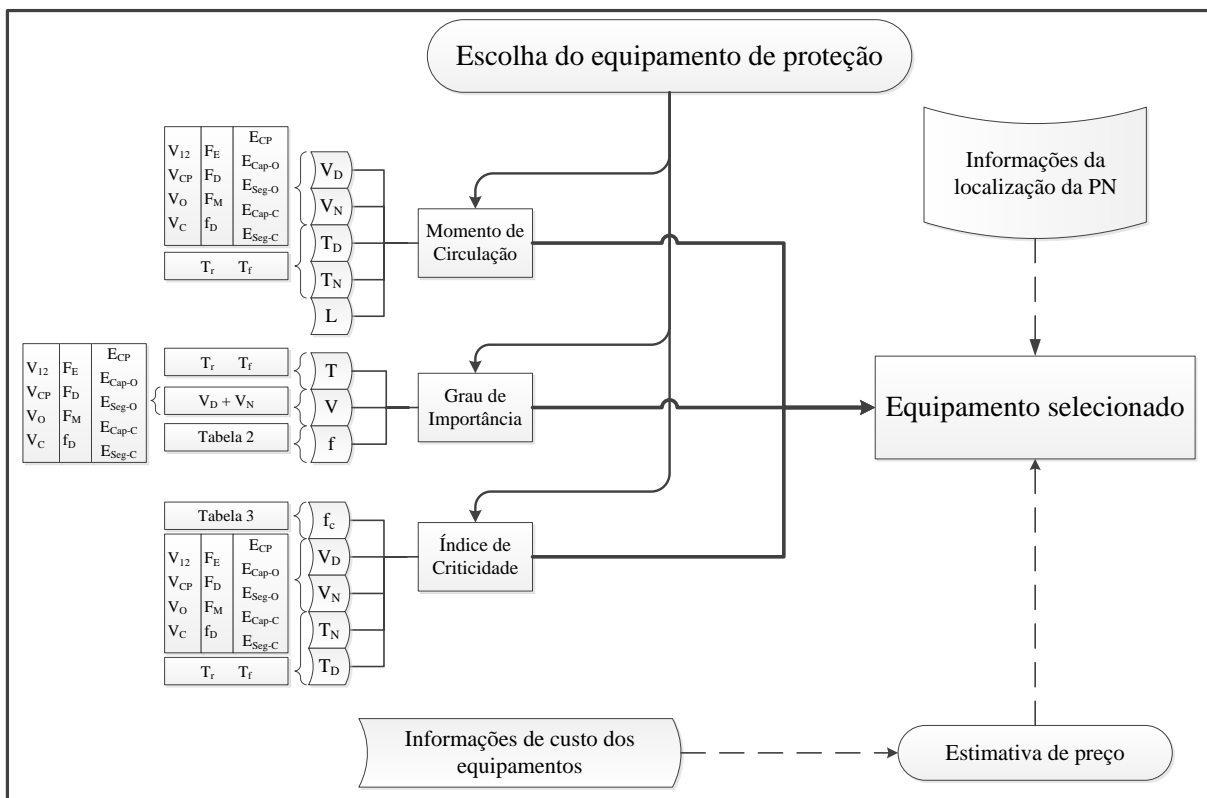 Escolha do equipamento de proteção
Informações da
localização da PN
V12 FE ECP
VCP FD ECap-O
VO FM ESeg-O
VC fD ECap-C
ESeg-C
Tr Tf
VD
VN
TD
TN
L
Momento de
Circulação
V12 FE ECP
VCP FD ECap-O
VO FM ESeg-O
VC fD ECap-C
ESeg-C
Tr Tf
VD + VN
Tabela 2
T
V
f
Grau de
Importância
Equipamento selecionado
Tabela 3
V12 FE ECP
VCP FD ECap-O
VO FM ESeg-O
VC fD ECap-C
ESeg-C
Tr Tf
fc
VD
VN
TN
TD
Índice de
Criticidade
Informações de custo dos
equipamentos
Estimativa de preço